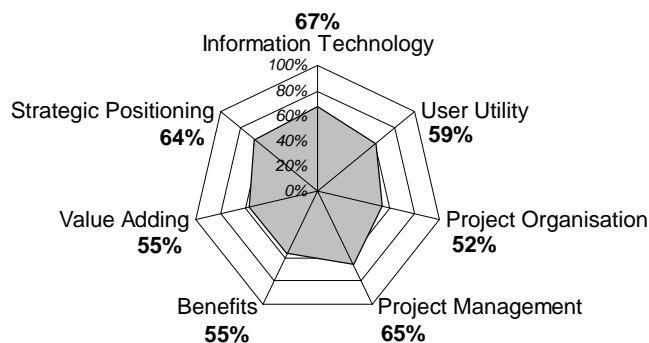 67%
Information Technology
100%
80%
60%
40%
20%
0%
User Utility
59%
Project Organisation
52%
Project Management
65%
Benefits
55%
Value Adding
55%
Strategic Positioning
64%